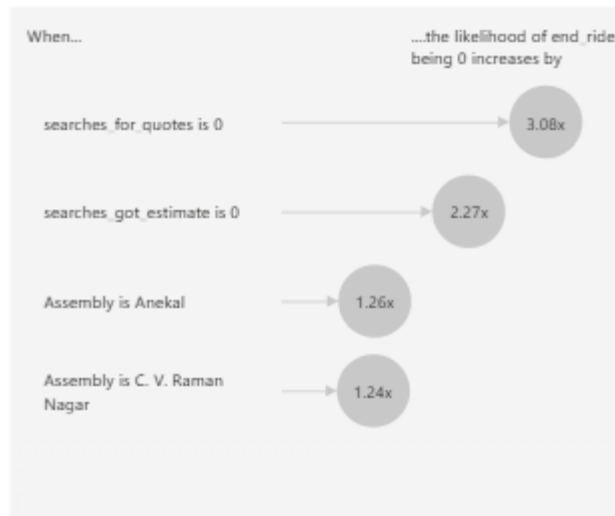 When...
....the likelihood of end_ride
being 0 increases by
searches_for_quotes is 0
3.08x
searches_got_estimate is 0
2.27x
Assembly is Anekal
1.26x
Assembly is C. V. Raman
Nagar
1.24x